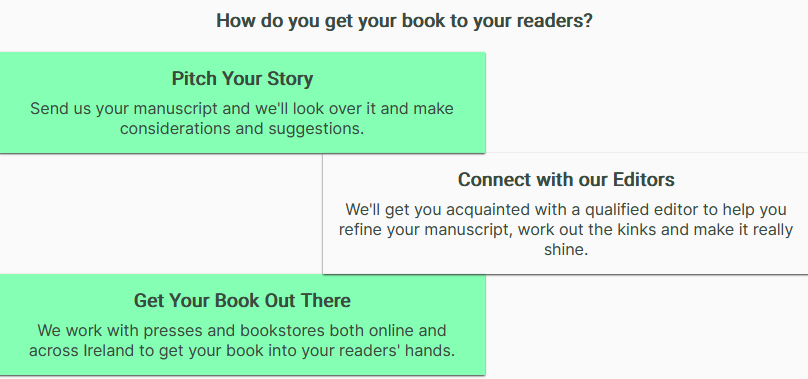 How do you get your book to your readers?
Pitch Your Story
Send us your manuscript and we'll look over it and make
considerations and suggestions.
Connect with our Editors
We'll get you acquainted with a qualified editor to help you
refine your manuscript, work out the kinks and make it really
shine.
Get Your Book Out There
We work with presses and bookstores both online and
across Ireland to get your book into your readers' hands.